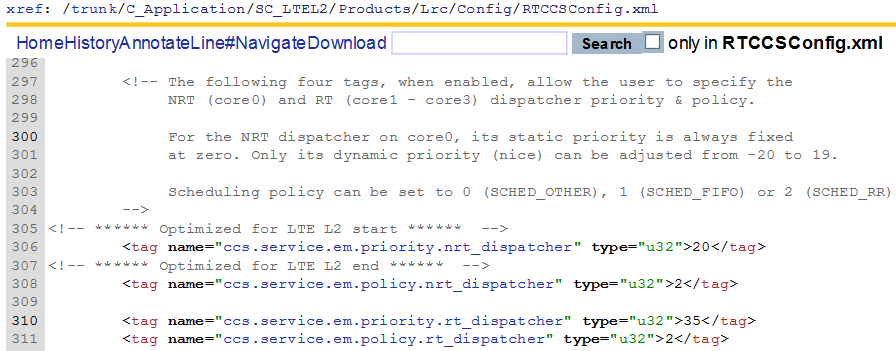 xref: /trunk/C_Application/SC_LTEL2/Products/Lrc/Config/RTCCSConfig.xml
HomeHistoryAnnotateLine#NavigateDownload Search only in RTCCSConfig.xml
296
297 <!-- The following four tags, when enabled, allow the user to specify the
298 NRT (core0) and RT (core1 - core3) dispatcher priority & policy.
299
300 For the NRT dispatcher on core0, its static priority is always fixed
301 at zero. Only its dynamic priority (nice) can be adjusted from -20 to 19.
302
303 Scheduling policy can be set to 0 (SCHED_OTHER), 1 (SCHED_FIFO) or 2 (SCHED_RR)
304 -->
305 <!-- ****** Optimized for LTE L2 start ****** -->
306 <tag name="ccs.service.em.priority.nrt_dispatcher" type="u32">20</tag>
307 <!-- ****** Optimized for LTE L2 end ****** -->
308 <tag name="ccs.service.em.policy.nrt_dispatcher" type="u32">2</tag>
309
310 <tag name="ccs.service.em.priority.rt_dispatcher" type="u32">35</tag>
311 <tag name="ccs.service.em.policy.rt_dispatcher" type="u32">2</tag>